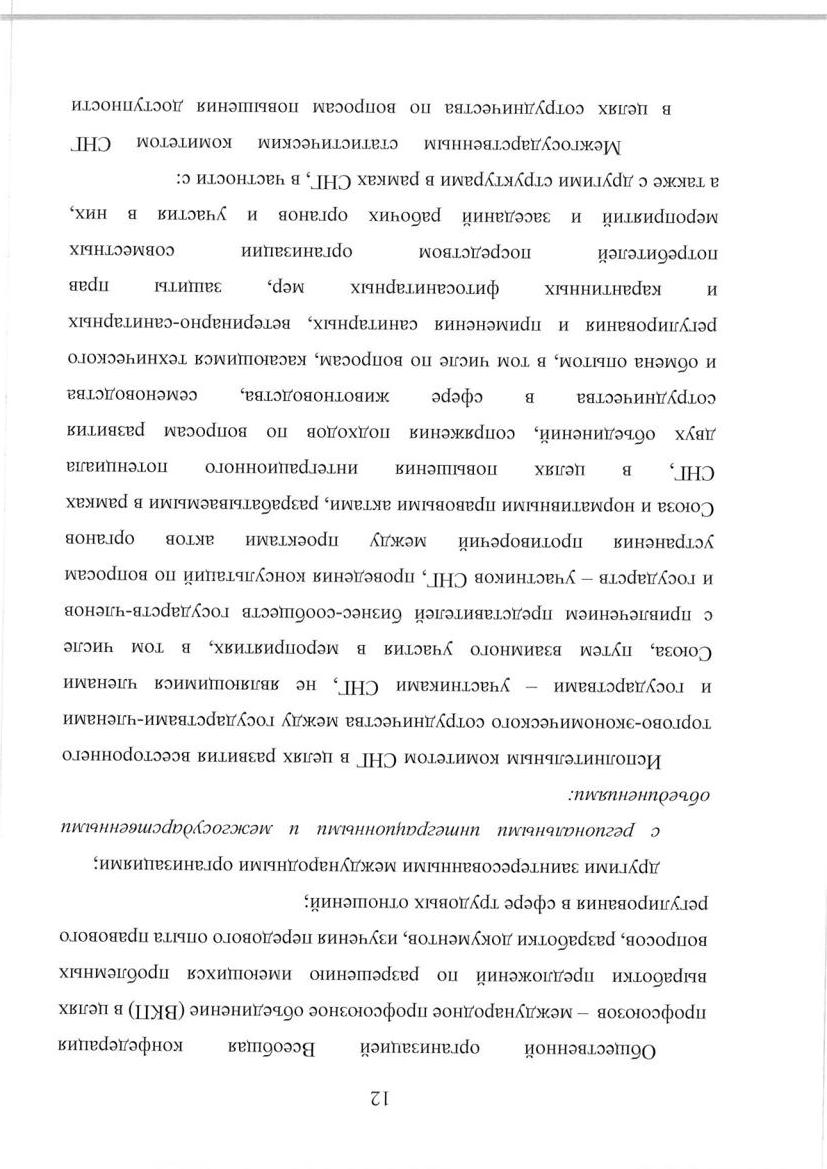 12
Общественной организацией Всеобщая конфедерация
профсоюзов – международное профсоюзное объединение (ВКП) в целях
выработки предложений по разрешению имеющихся проблемных
вопросов, разработки документов, изучения передового опыта правового
регулирования в сфере трудовых отношений;
другими заинтересованными международными организациями;
с региональными интеграционными и межгосударственными
объединениями:
Исполнительным комитетом СНГ в целях развития всестороннего
торгово-экономического сотрудничества между государствами-членами
и государствами – участниками СНГ, не являющимися членами
Союза, путем взаимного участия в мероприятиях, в том числе
с привлечением представителей бизнес-сообществ государств-членов
и государств – участников СНГ, проведения консультаций по вопросам
устранения противоречий между проектами актов органов
Союза и нормативными правовыми актами, разрабатываемыми в рамках
СНГ, в целях повышения интеграционного потенциала
двух объединений, сопряжения подходов по вопросам развития
сотрудничества в сфере животноводства, семеноводства
и обмена опытом, в том числе по вопросам, касающимся технического
регулирования и применения санитарных, ветеринарно-санитарных
и карантинных фитосанитарных мер, защиты прав
потребителей посредством организации совместных
мероприятий и заседаний рабочих органов и участия в них,
а также с другими структурами в рамках СНГ, в частности с:
Межгосударственным статистическим комитетом СНГ
в целях сотрудничества по вопросам повышения доступности